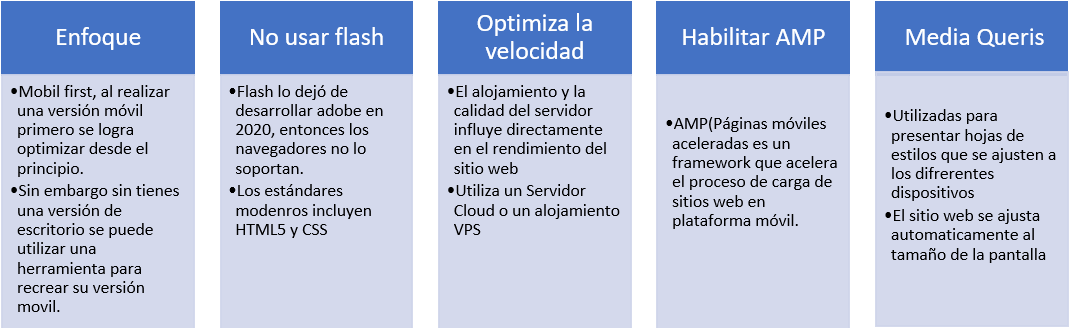 Enfoque
•Mobil first, al realizar
una versión móvil
primero se logra
optimizar desde el
principio.
•Sin embargo sin tienes
una versión de
escritorio se puede
utilizar una
herramienta para
recrear su versión
movil.
No usar flash
•Flash lo dejó de
desarrollar adobe en
2020, entonces los
navegadores no lo
soportan.
•Los estándares
modenros incluyen
HTML5 y CSS
Optimiza la
velocidad
•El alojamiento y la
calidad del servidor
influye directamente
en el rendimiento del
sitio web
•Utiliza un Servidor
Cloud o un alojamiento
VPS
Habilitar AMP
•AMP(Páginas móviles
aceleradas es un
framework que acelera
el proceso de carga de
sitios web en
plataforma móvil.
Media Queris
•Utilizadas para
presentar hojas de
estilos que se ajusten a
los difrerentes
dispositivos
•El sitio web se ajusta
automaticamente al
tamaño de la pantalla